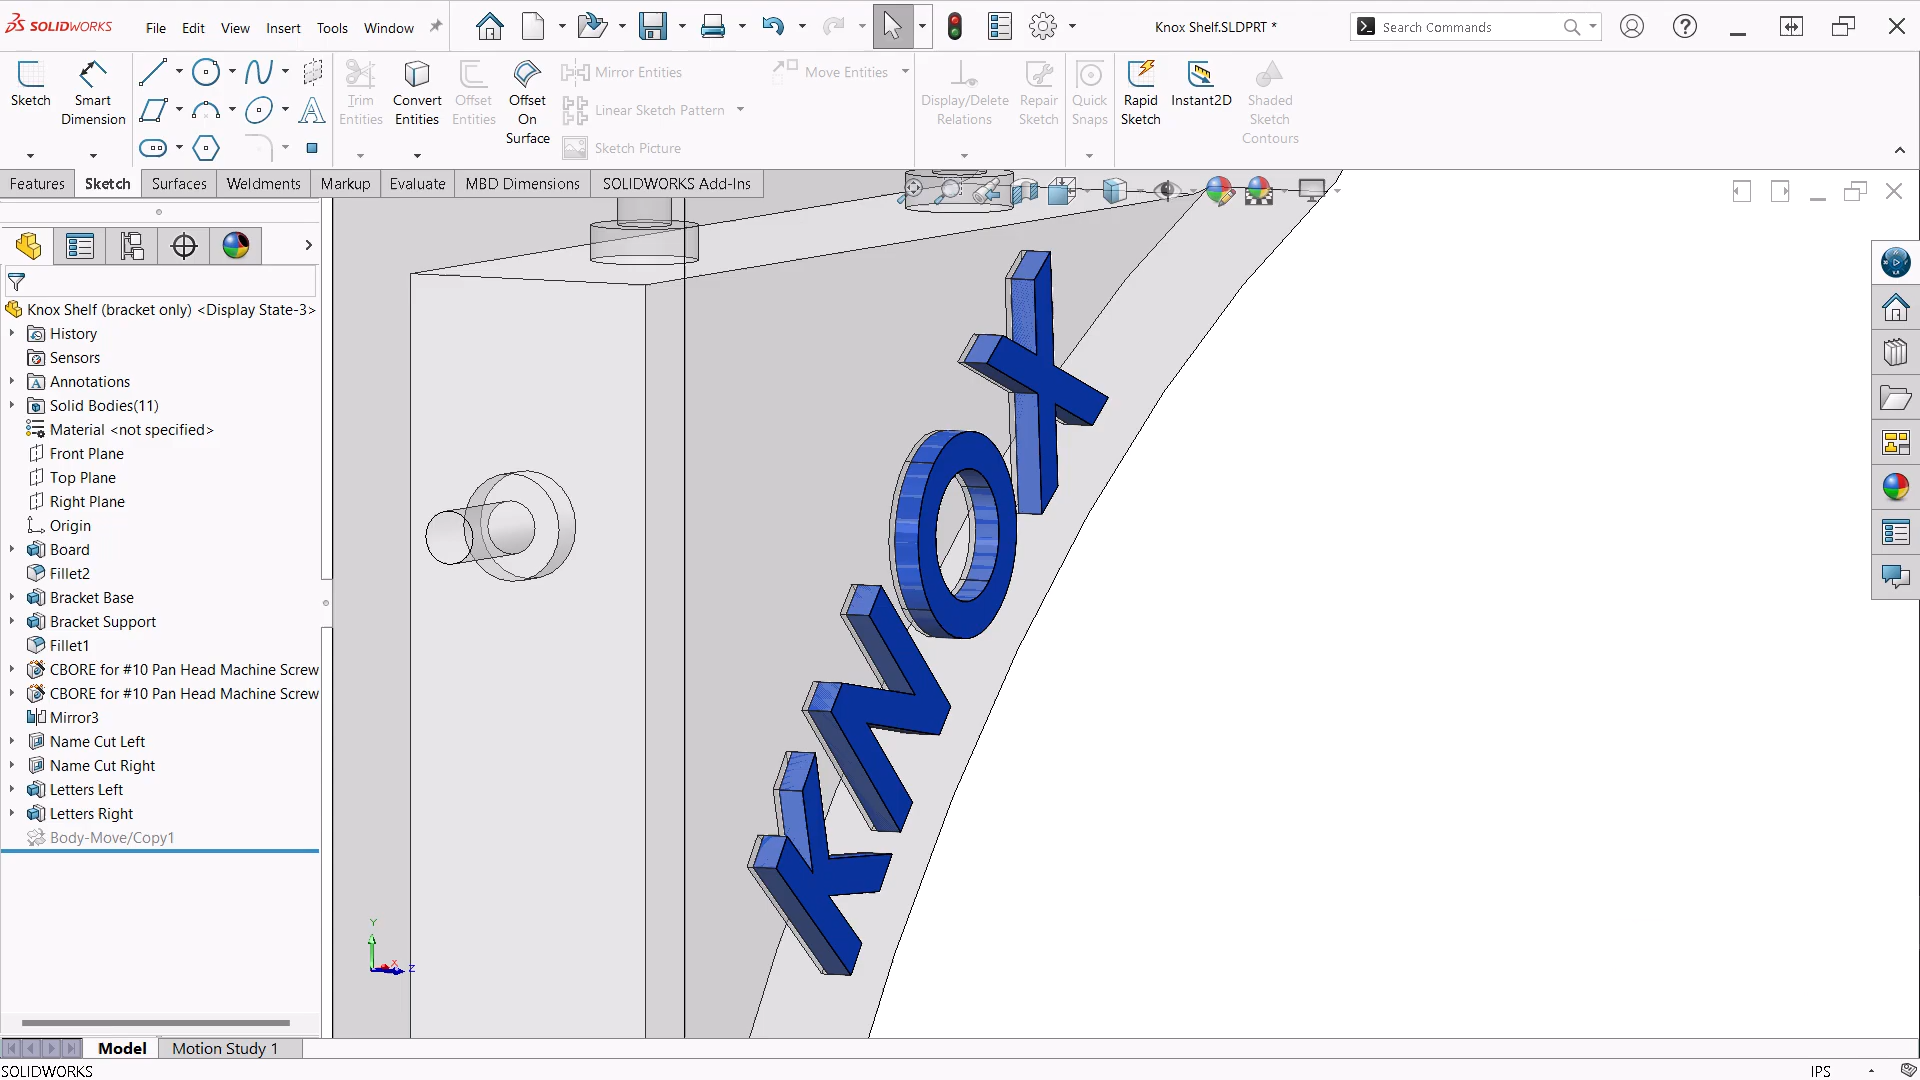 SOLIDWORKS File Edit View Insert Tools Window Knox Shelf.SLDPRT * Search Commands
Sketch Smart Dimension Trim Entities Convert Entities Offset Entities Offset On Surface Mirror Entities Linear Sketch Pattern Sketch Picture Move Entities Display/Delete Relations Repair Sketch Quick Snaps Rapid Sketch Instant2D Shaded Sketch Contours
Features Sketch Surfaces Weldments Markup Evaluate MBD Dimensions SOLIDWORKS Add-Ins
Knox Shelf (bracket only) <Display State-3>
History
Sensors
Annotations
Solid Bodies(11)
Material <not specified>
Front Plane
Top Plane
Right Plane
Origin
Board
Fillet2
Bracket Base
Bracket Support
Fillet1
CBORE for #10 Pan Head Machine Screw
CBORE for #10 Pan Head Machine Screw
Mirror3
Name Cut Left
Name Cut Right
Letters Left
Letters Right
Body-Move/Copy1
KNOX
Y
X
Z
Model Motion Study 1
SOLIDWORKS IPS